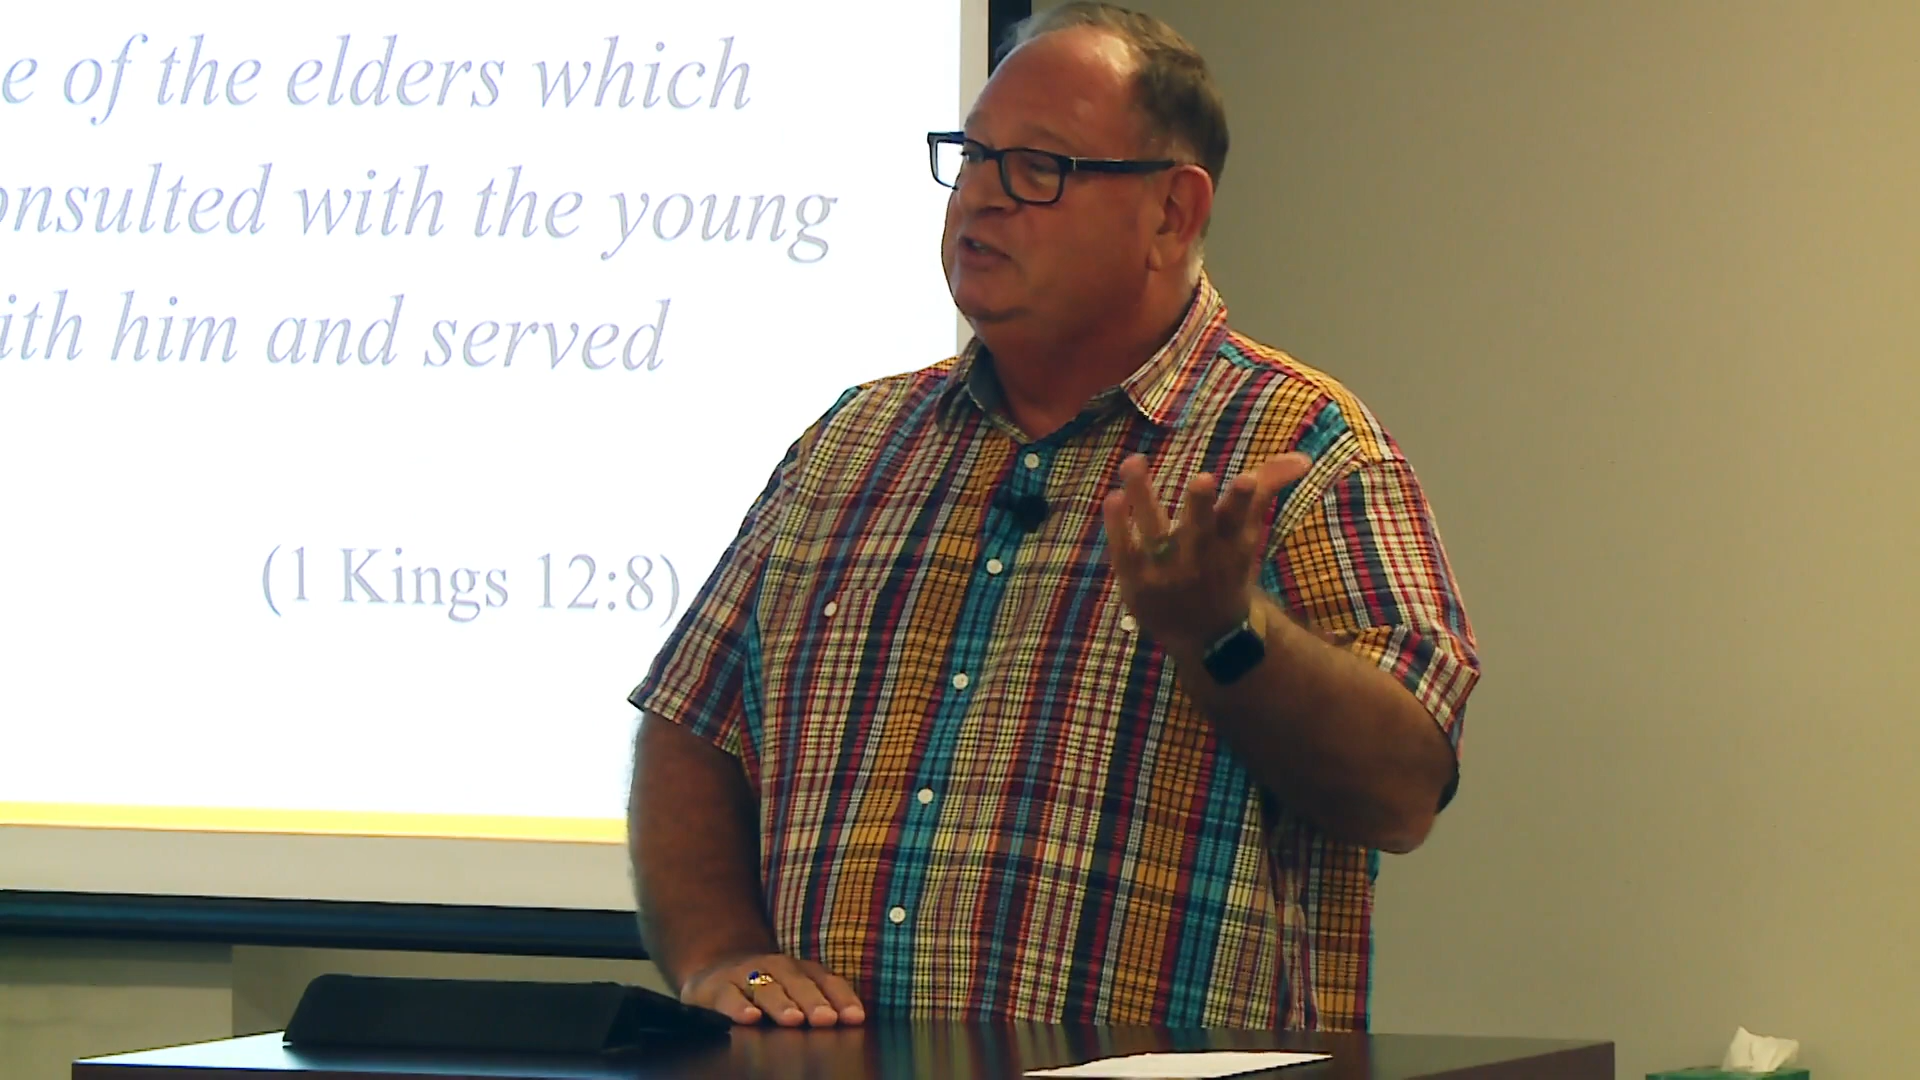 e of the elders which
onsulted with the young
ith him and served
(1 Kings 12:8)